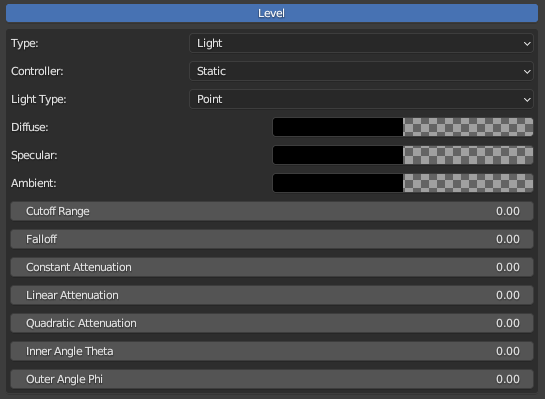 Level
Type: Light
Controller: Static
Light Type: Point
Diffuse:
Specular:
Ambient:
Cutoff Range 0.00
Falloff 0.00
Constant Attenuation 0.00
Linear Attenuation 0.00
Quadratic Attenuation 0.00
Inner Angle Theta 0.00
Outer Angle Phi 0.00